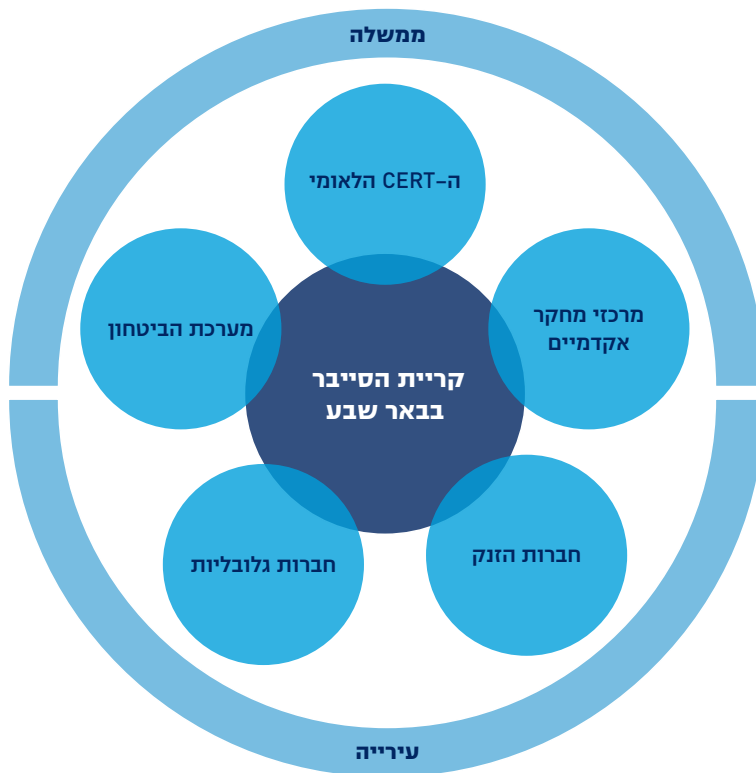 ממשלה
ה-CERT הלאומי
מרכזי מחקר
אקדמיים
מערכת הביטחון
קריית הסייבר
בבאר שבע
חברות הזנק
חברות גלובליות
עירייה